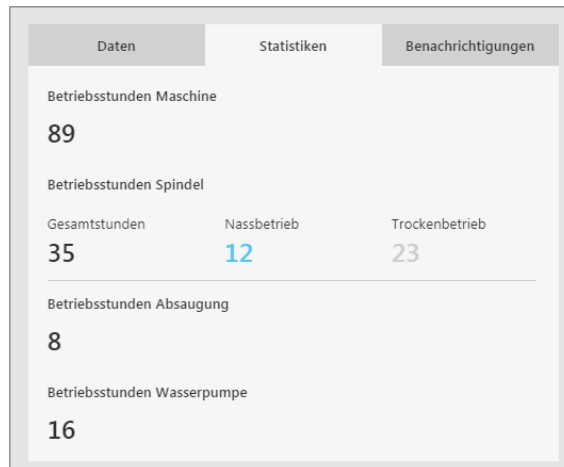 Daten Statistiken Benachrichtigungen
Betriebsstunden Maschine
89
Betriebsstunden Spindel
Gesamtstunden Nassbetrieb Trockenbetrieb
35 12 23
Betriebsstunden Absaugung
8
Betriebsstunden Wasserpumpe
16